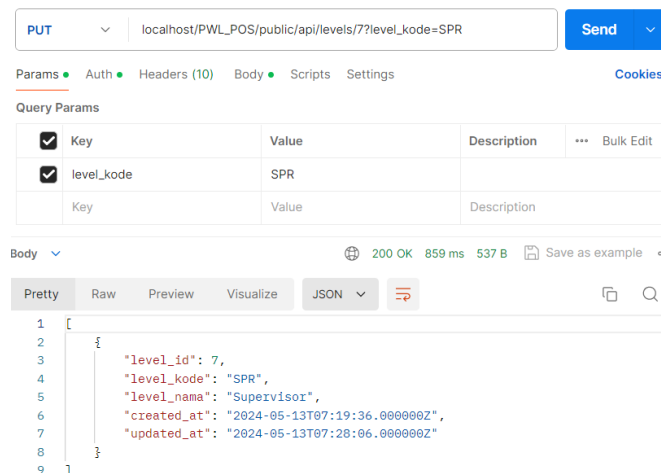 PUT localhost/PWL_POS/public/api/levels/7?level_kode=SPR Send
Params Auth Headers (10) Body Scripts Settings Cookies
Query Params
Key Value Description ••• Bulk Edit
level_kode SPR
Key Value Description
Body 200 OK 859 ms 537 B Save as example
Pretty Raw Preview Visualize JSON
1 [
2 {
3 "level_id": 7,
4 "level_kode": "SPR",
5 "level_nama": "Supervisor",
6 "created_at": "2024-05-13T07:19:36.000000Z",
7 "updated_at": "2024-05-13T07:28:06.000000Z"
8 }
9 ]